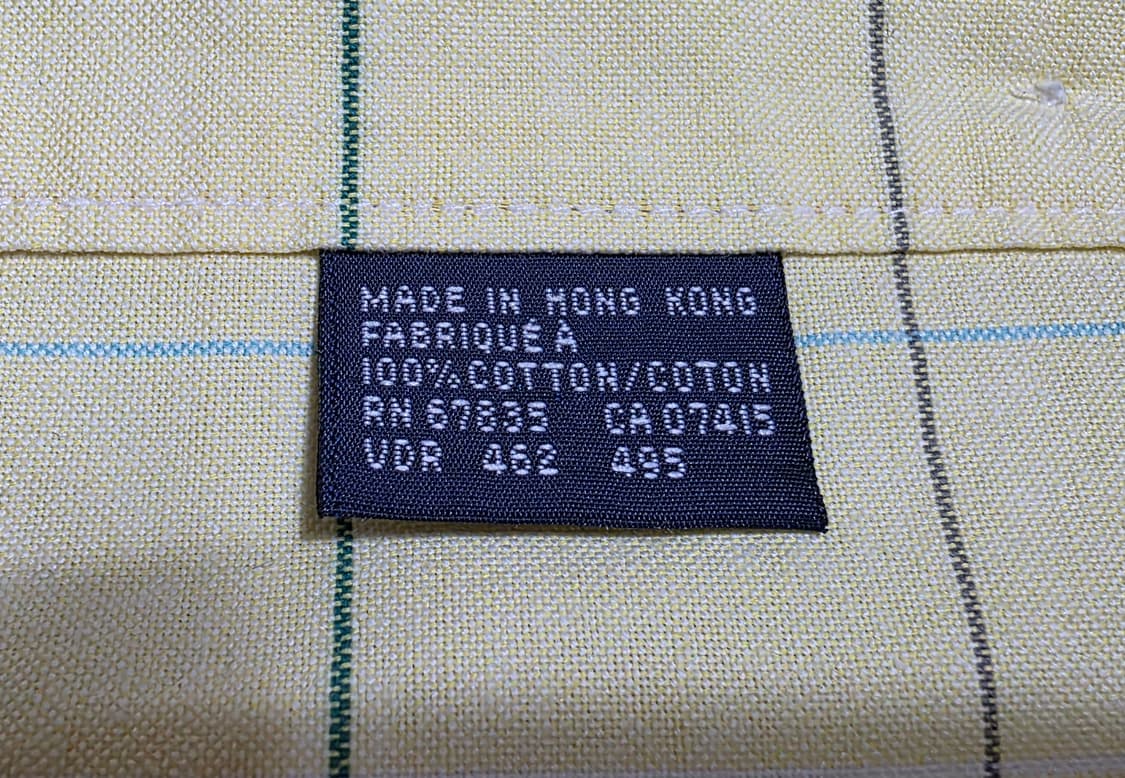 MADE IN HONG KONG
FABRIQUÉ À
100% COTTON/COTON
RN 67835 CA 07415
VDR 462 495